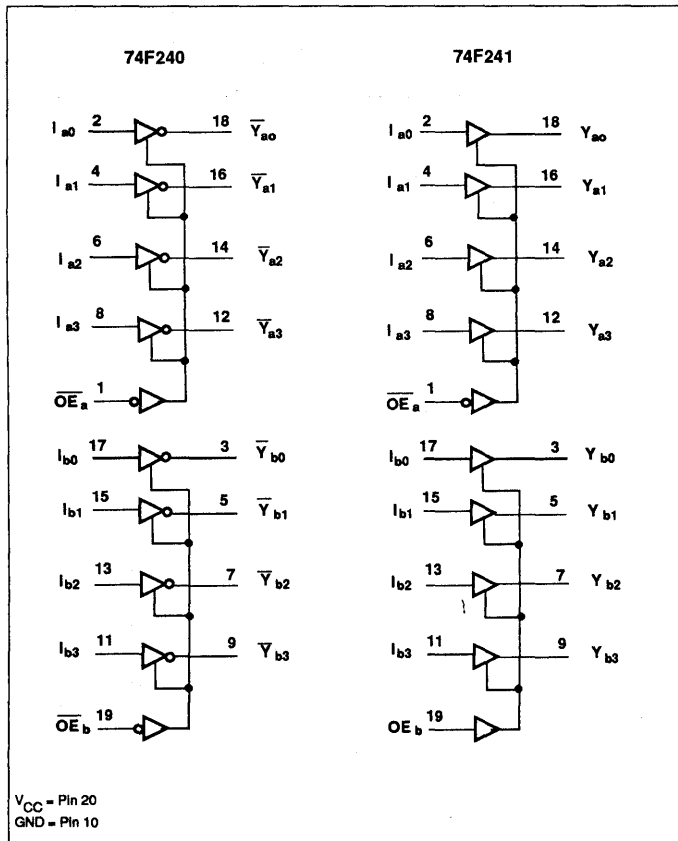 74F240 74F241
I a0 2 18 Y̅ ao I a0 2 18 Y ao
I a1 4 16 Y̅ a1 I a1 4 16 Y a1
I a2 6 14 Y̅ a2 I a2 6 14 Y a2
I a3 8 12 Y̅ a3 I a3 8 12 Y a3
O̅E̅ a 1 O̅E̅ a 1
I b0 17 3 Y̅ b0 I b0 17 3 Y b0
I b1 15 5 Y̅ b1 I b1 15 5 Y b1
I b2 13 7 Y̅ b2 I b2 13 7 Y b2
I b3 11 9 Y̅ b3 I b3 11 9 Y b3
O̅E̅ b 19 OE b 19
VCC = Pin 20
GND = Pin 10